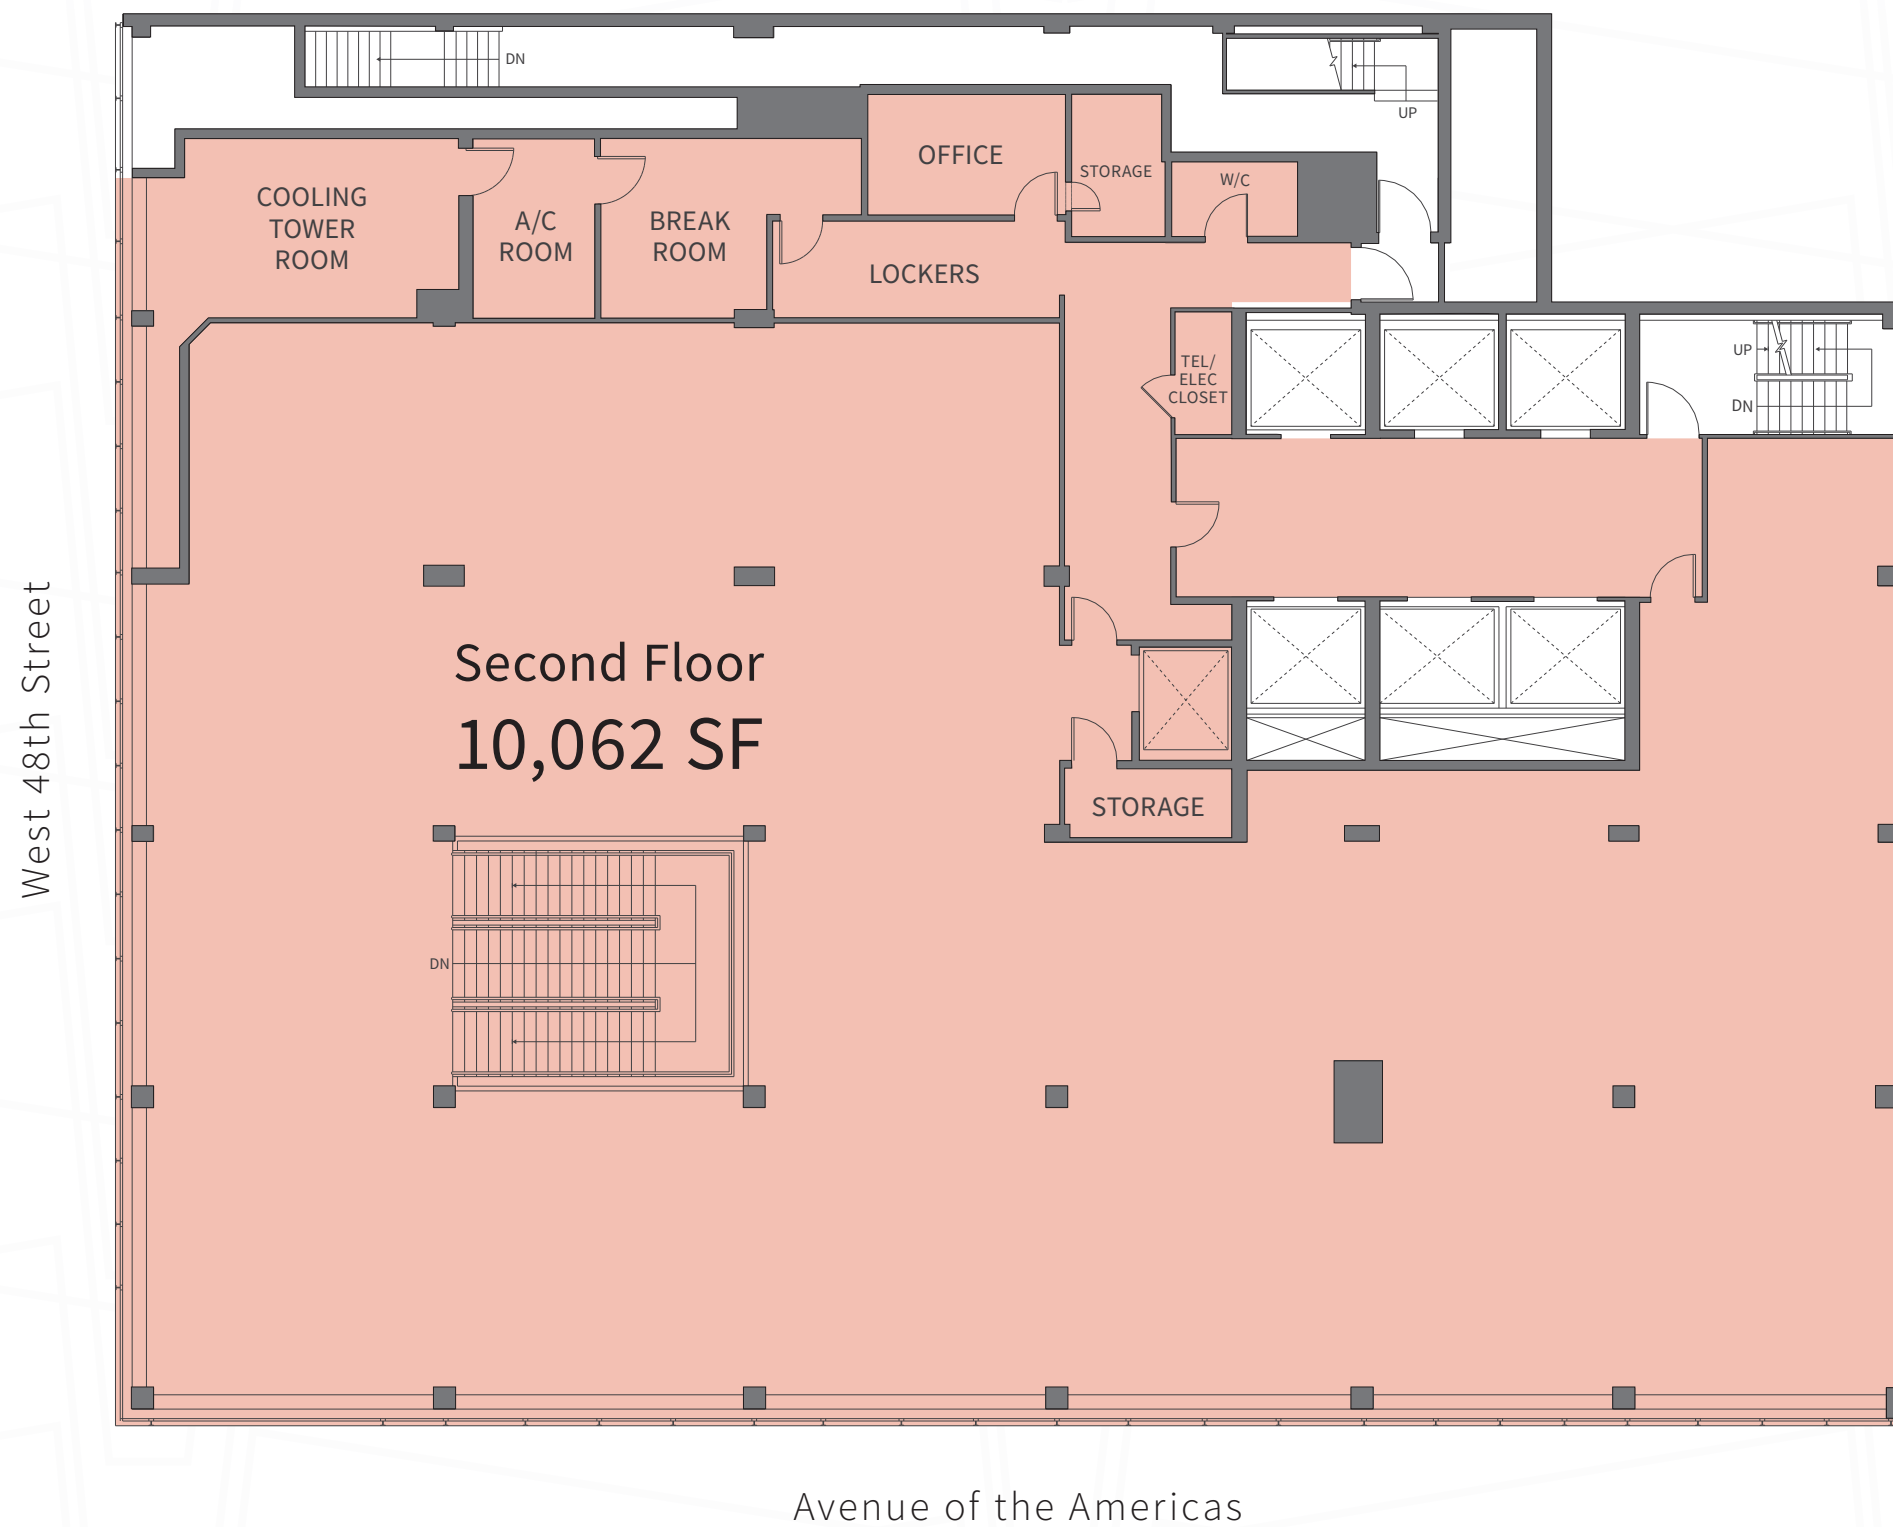 DN
UP
OFFICE
STORAGE
W/C
COOLING
TOWER
ROOM
A/C
ROOM
BREAK
ROOM
LOCKERS
TEL/
ELEC
CLOSET
UP
DN
Second Floor
10,062 SF
STORAGE
DN
West 48th Street
Avenue of the Americas